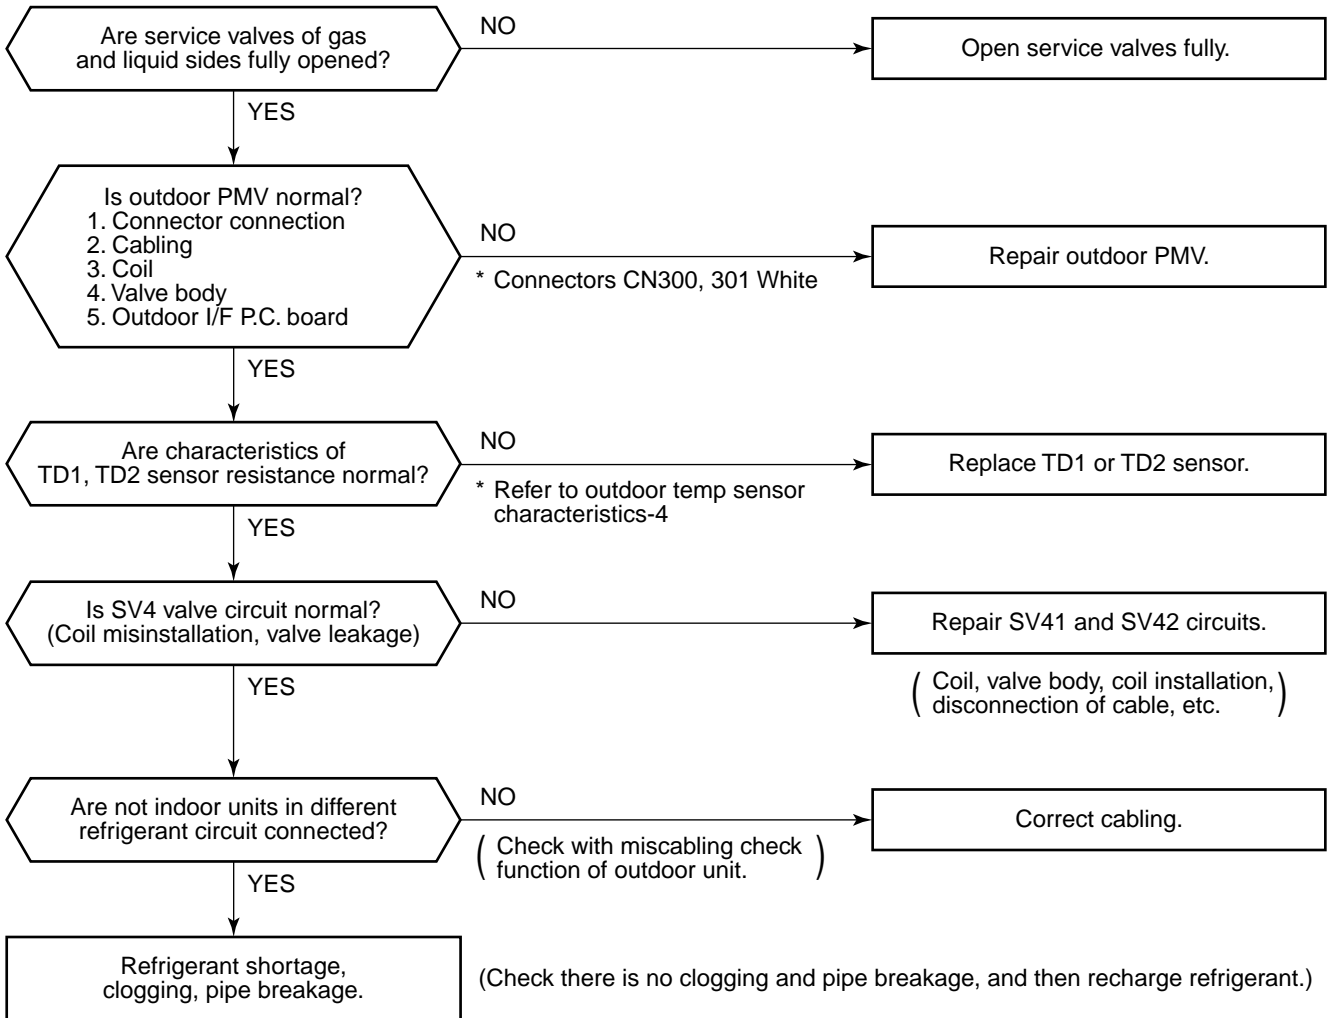 Are service valves of gas
and liquid sides fully opened?
NO
Open service valves fully.
YES
Is outdoor PMV normal?
1. Connector connection
2. Cabling
3. Coil
4. Valve body
5. Outdoor I/F P.C. board
NO
* Connectors CN300, 301 White
Repair outdoor PMV.
YES
Are characteristics of
TD1, TD2 sensor resistance normal?
NO
* Refer to outdoor temp sensor
characteristics-4
Replace TD1 or TD2 sensor.
YES
Is SV4 valve circuit normal?
(Coil misinstallation, valve leakage)
NO
Repair SV41 and SV42 circuits.
(Coil, valve body, coil installation,
disconnection of cable, etc.)
YES
Are not indoor units in different
refrigerant circuit connected?
NO
(Check with miscabling check
function of outdoor unit.)
Correct cabling.
YES
Refrigerant shortage,
clogging, pipe breakage.
(Check there is no clogging and pipe breakage, and then recharge refrigerant.)